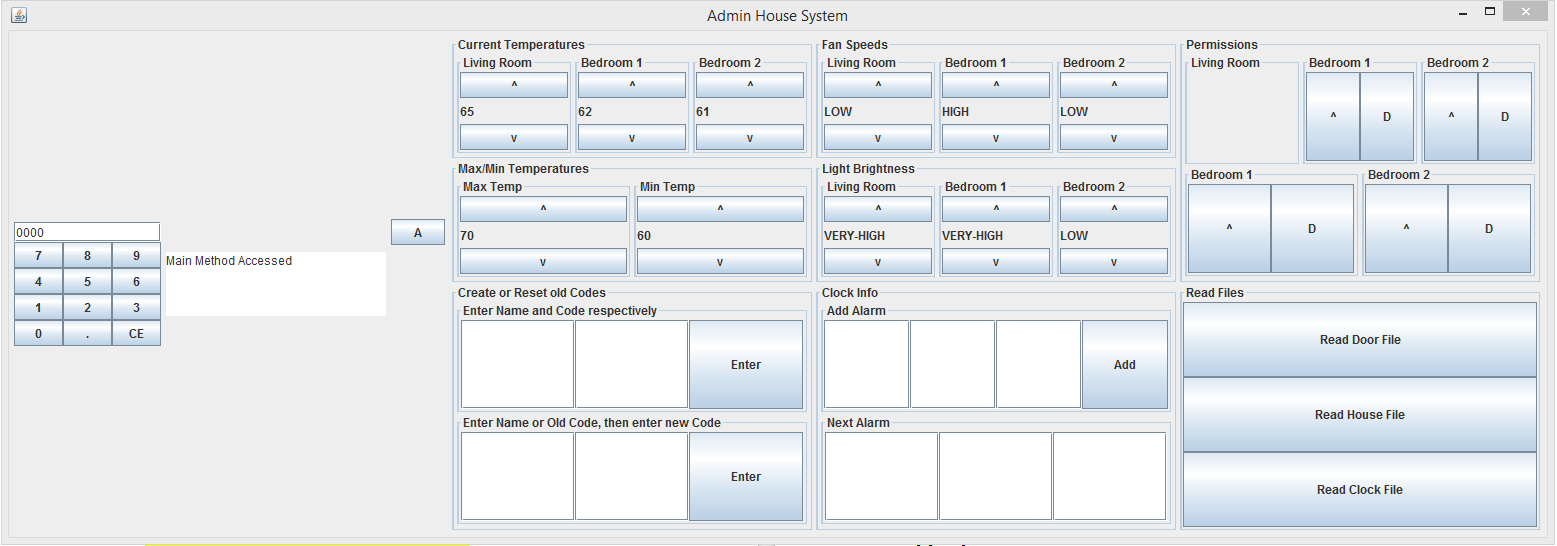 Admin House System
0000
7 8 9
4 5 6
1 2 3
0 . CE
Main Method Accessed
A
Current Temperatures
Living Room Bedroom 1 Bedroom 2
^ ^ ^
65 62 61
v v v
Max/Min Temperatures
Max Temp Min Temp
^ ^
70 60
v v
Create or Reset old Codes
Enter Name and Code respectively
Enter
Enter Name or Old Code, then enter new Code
Enter
Fan Speeds
Living Room Bedroom 1 Bedroom 2
^ ^ ^
LOW HIGH LOW
v v v
Light Brightness
Living Room Bedroom 1 Bedroom 2
^ ^ ^
VERY-HIGH VERY-HIGH LOW
v v v
Clock Info
Add Alarm
Add
Next Alarm
Permissions
Living Room Bedroom 1 Bedroom 2
^ D ^ D
Bedroom 1 Bedroom 2
^ D ^ D
Read Files
Read Door File
Read House File
Read Clock File